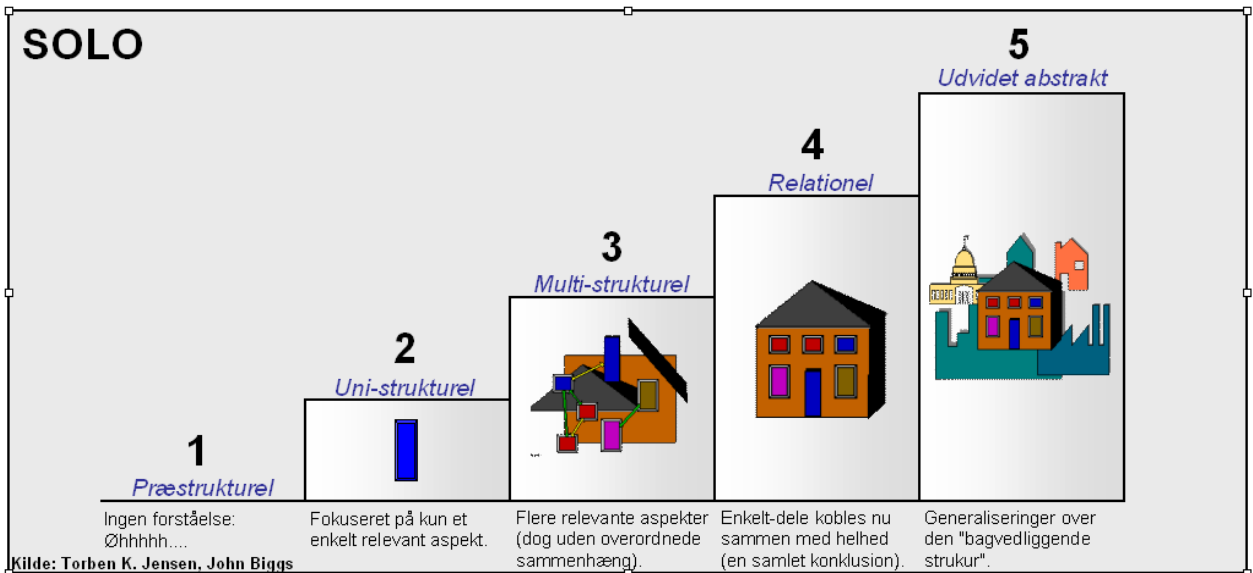 SOLO
5
Udvidet abstrakt
4
Relationel
3
Multi-strukturel
2
Uni-strukturel
1
Præstrukturel
Ingen forståelse:
Øhhhhh....
Fokuseret på kun et
enkelt relevant aspekt.
Flere relevante aspekter
(dog uden overordnede
sammenhæng).
Enkelt-dele kobles nu
sammen med helhed
(en samlet konklusion).
Generaliseringer over
den "bagvedliggende
strukur".
Kilde: Torben K. Jensen, John Biggs